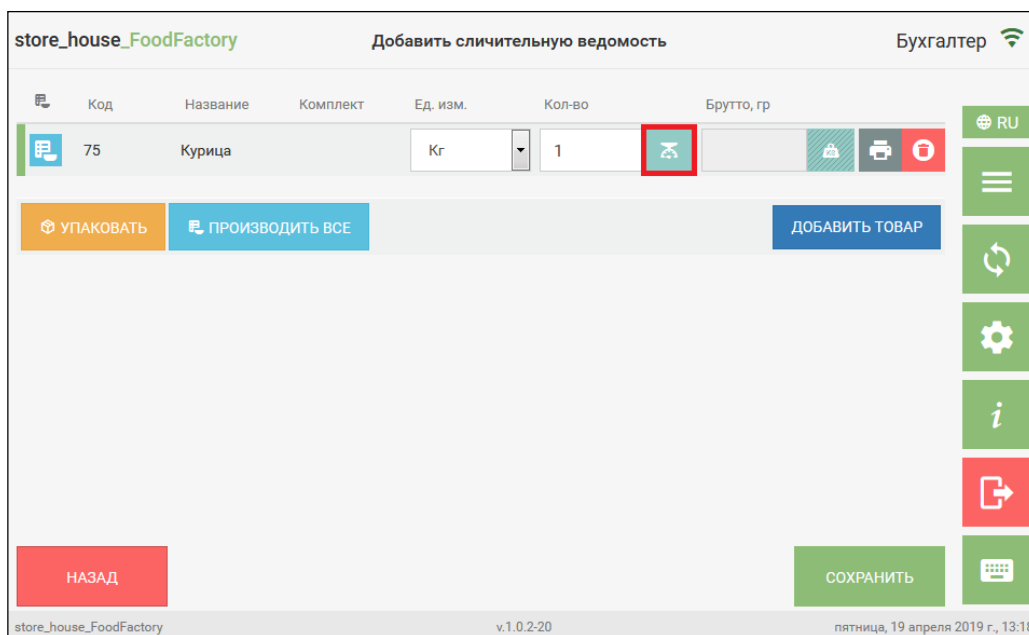 store_house_FoodFactory Добавить сличительную ведомость Бухгалтер
Код Название Комплект Ед. изм. Кол-во Брутто, гр
RU
75 Курица Кг 1
KG
УПАКОВАТЬ ПРОИЗВОДИТЬ ВСЕ ДОБАВИТЬ ТОВАР
i
НАЗАД СОХРАНИТЬ
store_house_FoodFactory v.1.0.2-20 пятница, 19 апреля 2019 г., 13:18